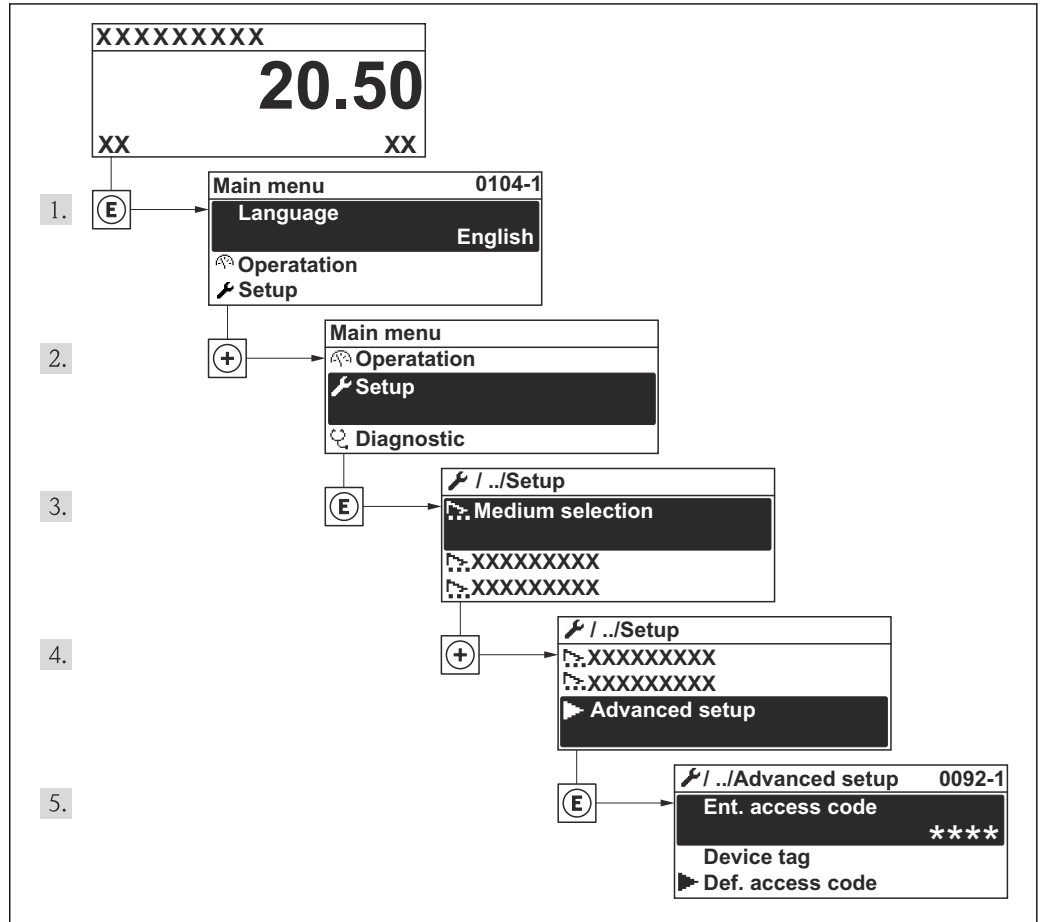 XXXXXXXXX
20.50
XX XX
1. E
Main menu 0104-1
Language
English
Operatation
Setup
2. +
Main menu
Operatation
Setup
Diagnostic
3. E
/ ../Setup
Medium selection
XXXXXXXXX
XXXXXXXXX
4. +
/ ../Setup
XXXXXXXXX
XXXXXXXXX
Advanced setup
5. E
/ ../Advanced setup 0092-1
Ent. access code
****
Device tag
Def. access code